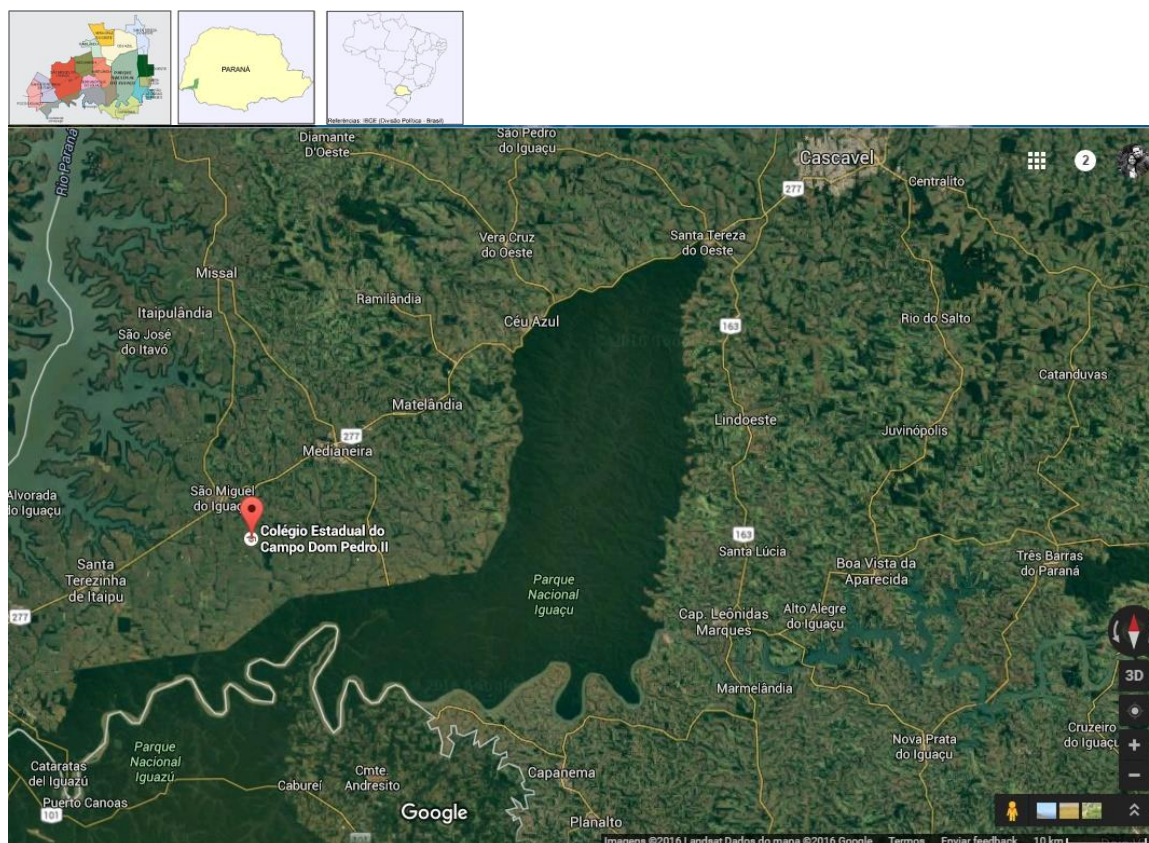 PARANÁ
Referências: IBGE (Divisão Política - Brasil)
Rio Paraná
Diamante
D'Oeste
São Pedro
do Iguaçu
Cascavel
2
277
Centralito
Vera Cruz
do Oeste
Santa Tereza
do Oeste
Missal
Ramilândia
Itaipulândia
São José
do Itavó
Céu Azul
163
Rio do Salto
Catanduvas
Matelândia
Lindoeste
Juvinópolis
277
Medianeira
São Miguel
do Iguaçu
Alvorada
do Iguaçu
Colégio Estadual do
Campo Dom Pedro II
163
Santa Lúcia
Boa Vista da
Aparecida
Três Barras
do Paraná
Santa
Terezinha
de Itaipu
277
Parque
Nacional
Iguaçu
Cap. Leônidas
Marques
Alto Alegre
do Iguaçu
3D
Marmelândia
Nova Prata
do Iguaçu
Cruzeiro
do Iguaçu
Parque
Nacional
Iguazú
Cataratas
del Iguazú
Puerto Canoas
101
Cabureí
Cmte
Andresito
Capanema
Planalto
Google
Imagens ©2016 Landsat Dados do mapa ©2016 Google Termos Enviar feedback 10 km